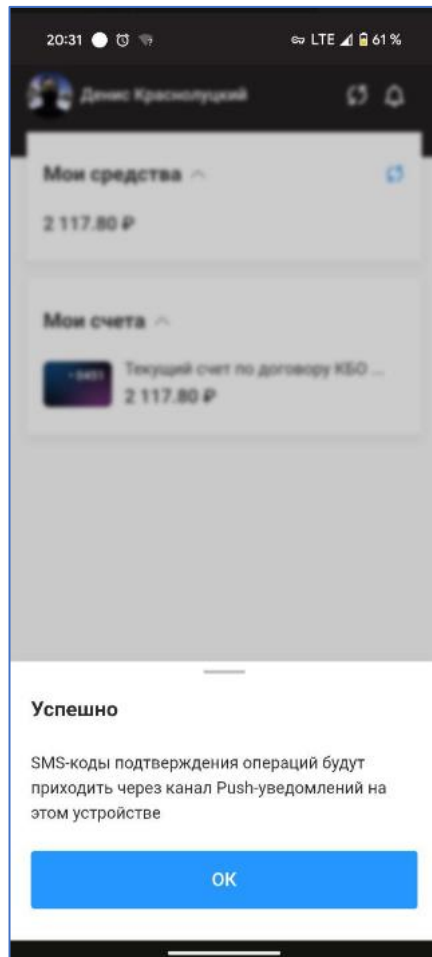 20:31 LTE 61 %
Денис Краснолуцкий
Мои средства
2 117.80 ₽
Мои счета
Текущий счет по договору КБО ...
2 117.80 ₽
Успешно
SMS-коды подтверждения операций будут
приходить через канал Push-уведомлений на
этом устройстве
ОК